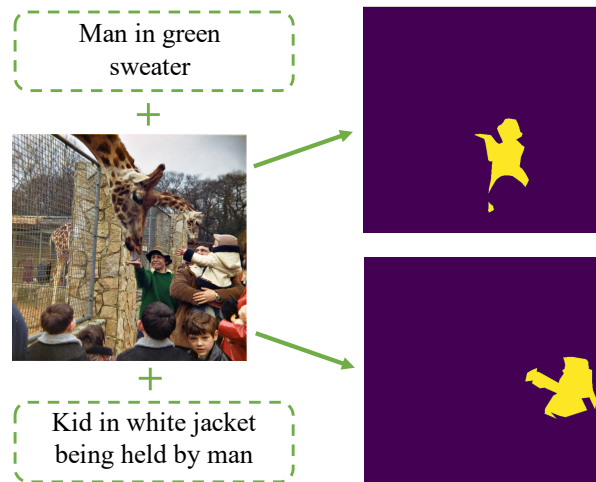 Man in green
sweater
+
+
Kid in white jacket
being held by man